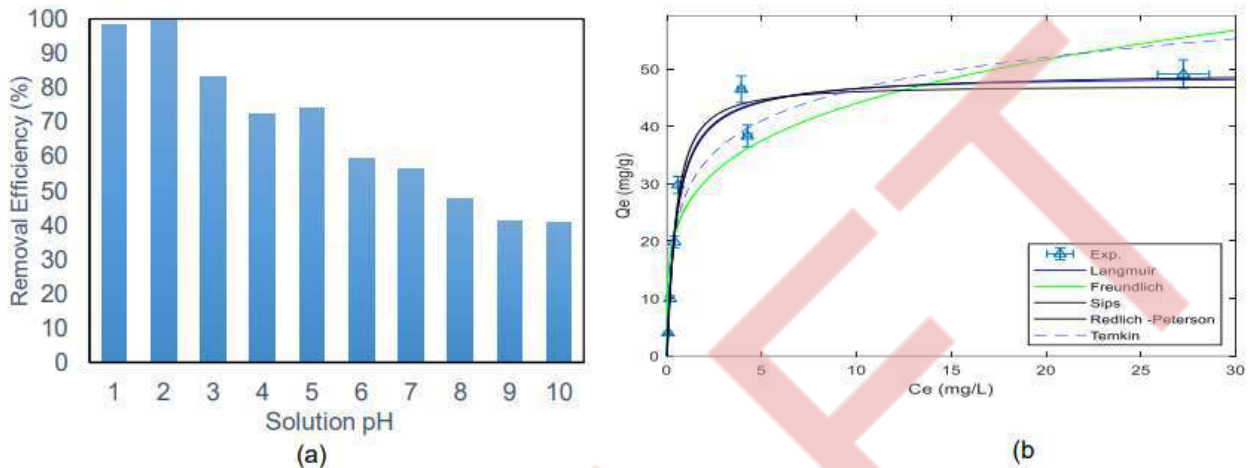 100
90
80
70
60
50
40
30
20
10
0
Removal Efficiency (%)
1 2 3 4 5 6 7 8 9 10
Solution pH
(a)
50
40
30
20
10
0
Qe (mg/g)
Exp.
Langmuir
Freundlich
Sips
Redlich -Peterson
Temkin
0 5 10 15 20 25 30
Ce (mg/L)
(b
ET